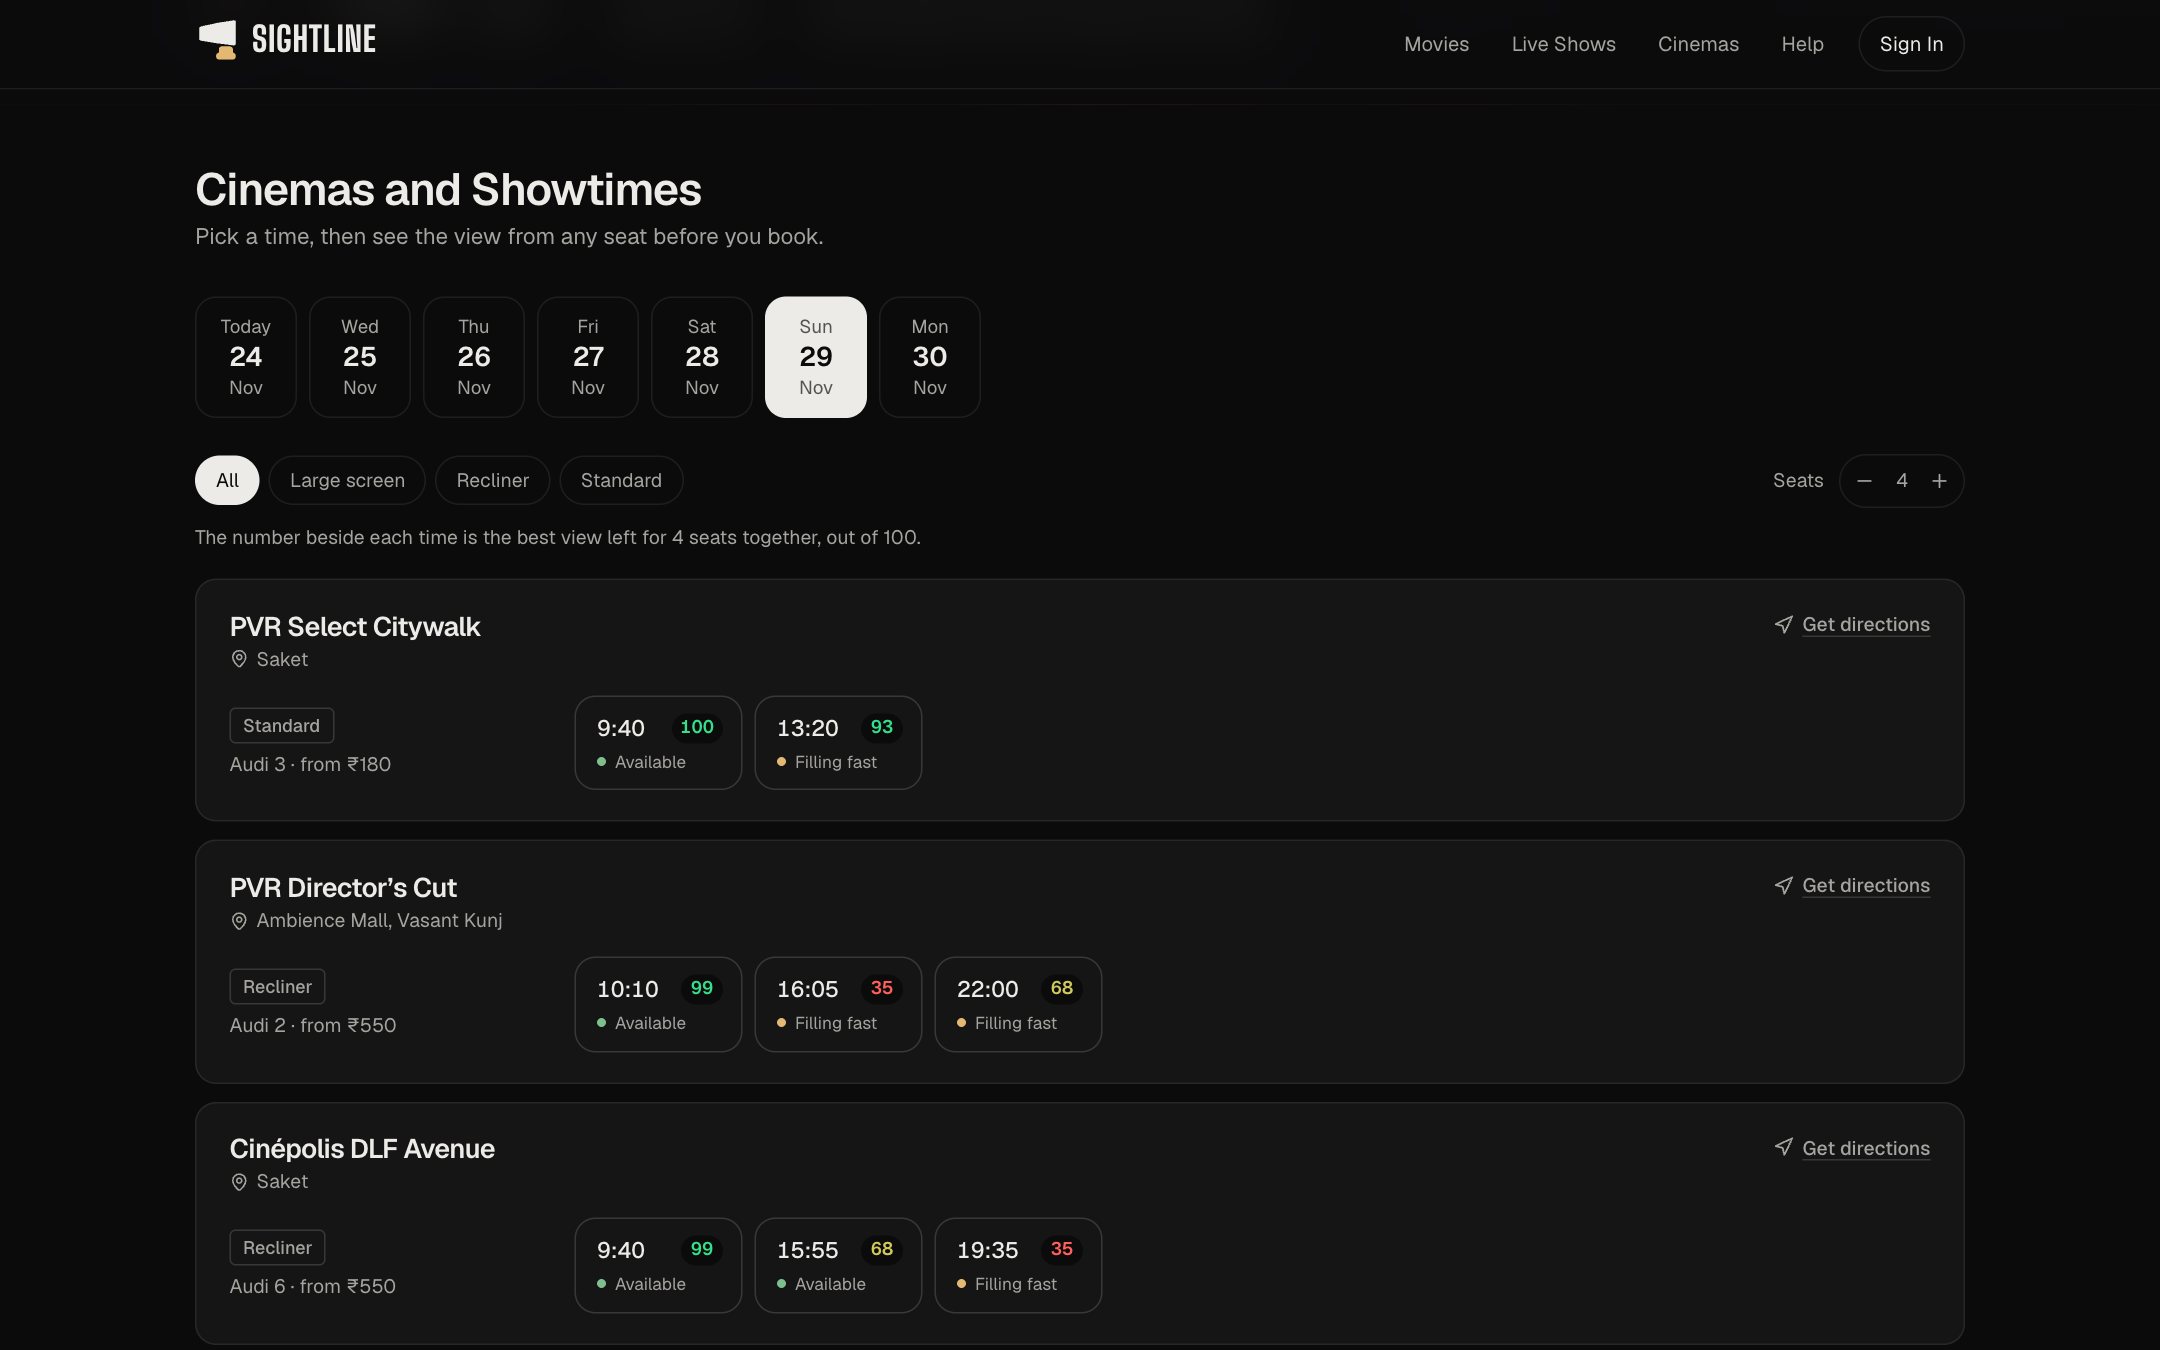 SIGHTLINE
Movies Live Shows Cinemas Help Sign In
Cinemas and Showtimes
Pick a time, then see the view from any seat before you book.
Today Wed Thu Fri Sat Sun Mon
24 25 26 27 28 29 30
Nov Nov Nov Nov Nov Nov Nov
All Large screen Recliner Standard Seats − 4 +
The number beside each time is the best view left for 4 seats together, out of 100.
PVR Select Citywalk Get directions
Saket
Standard 9:40 100 13:20 93
Audi 3 · from ₹180 Available Filling fast
PVR Director’s Cut Get directions
Ambience Mall, Vasant Kunj
Recliner 10:10 99 16:05 35 22:00 68
Audi 2 · from ₹550 Available Filling fast Filling fast
Cinépolis DLF Avenue Get directions
Saket
Recliner 9:40 99 15:55 68 19:35 35
Audi 6 · from ₹550 Available Available Filling fast